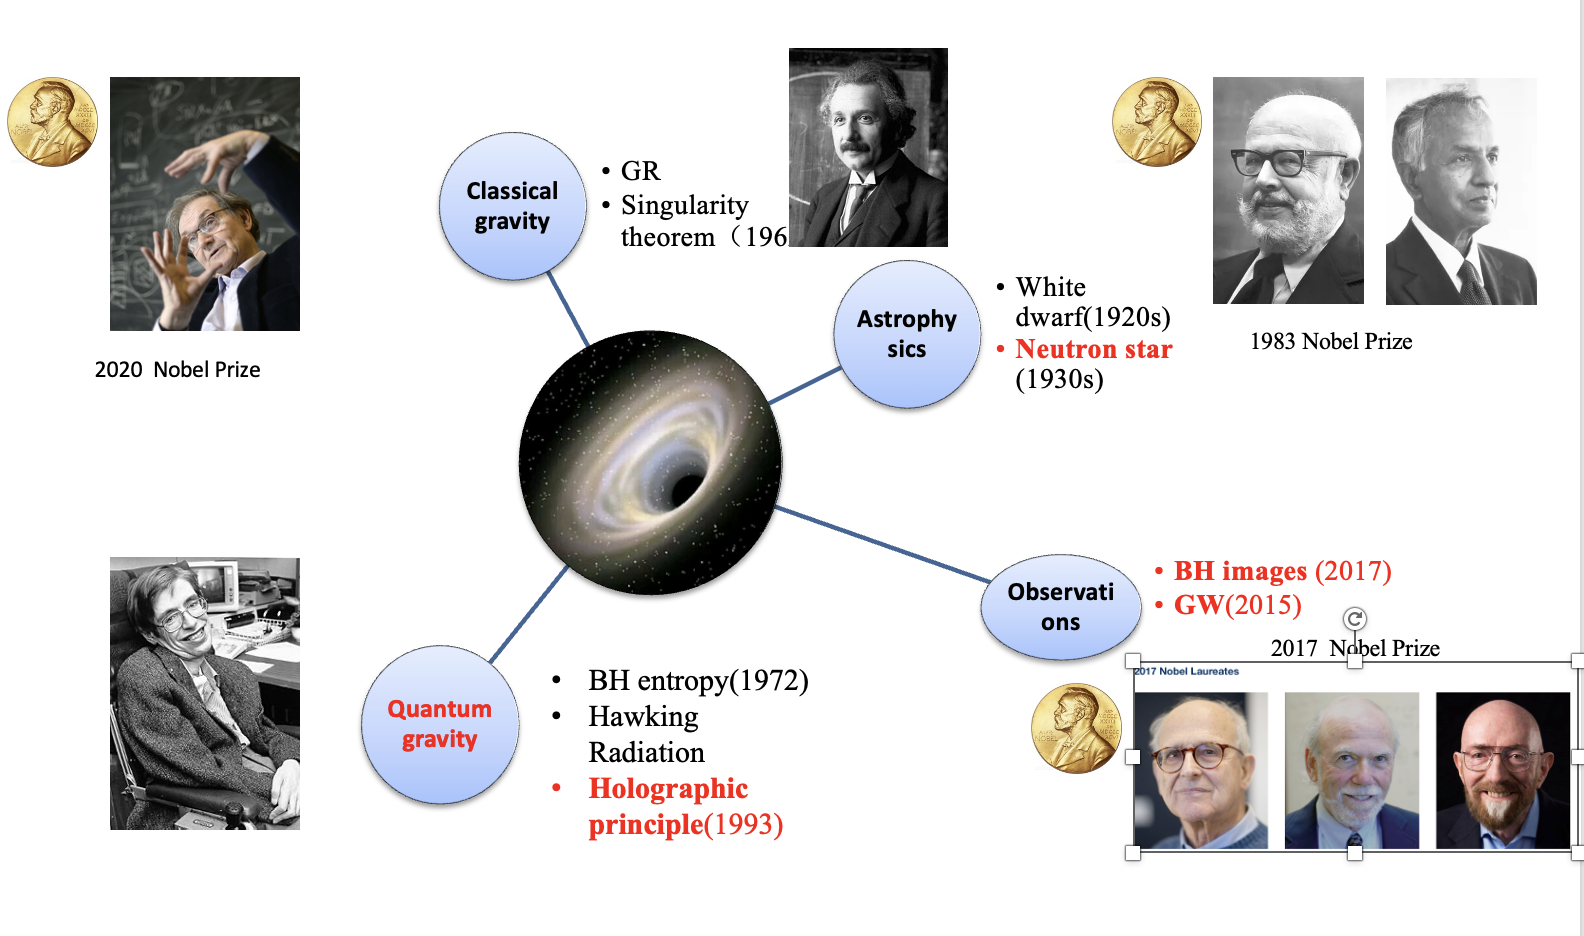 Classical
gravity
• GR
• Singularity
theorem（196
2020  Nobel Prize
Astrophy
sics
• White
dwarf(1920s)
• Neutron star
(1930s)
1983 Nobel Prize
Observati
ons
• BH images (2017)
• GW(2015)
2017  Nobel Prize
2017 Nobel Laureates
Quantum
gravity
• BH entropy(1972)
• Hawking
Radiation
• Holographic
principle(1993)